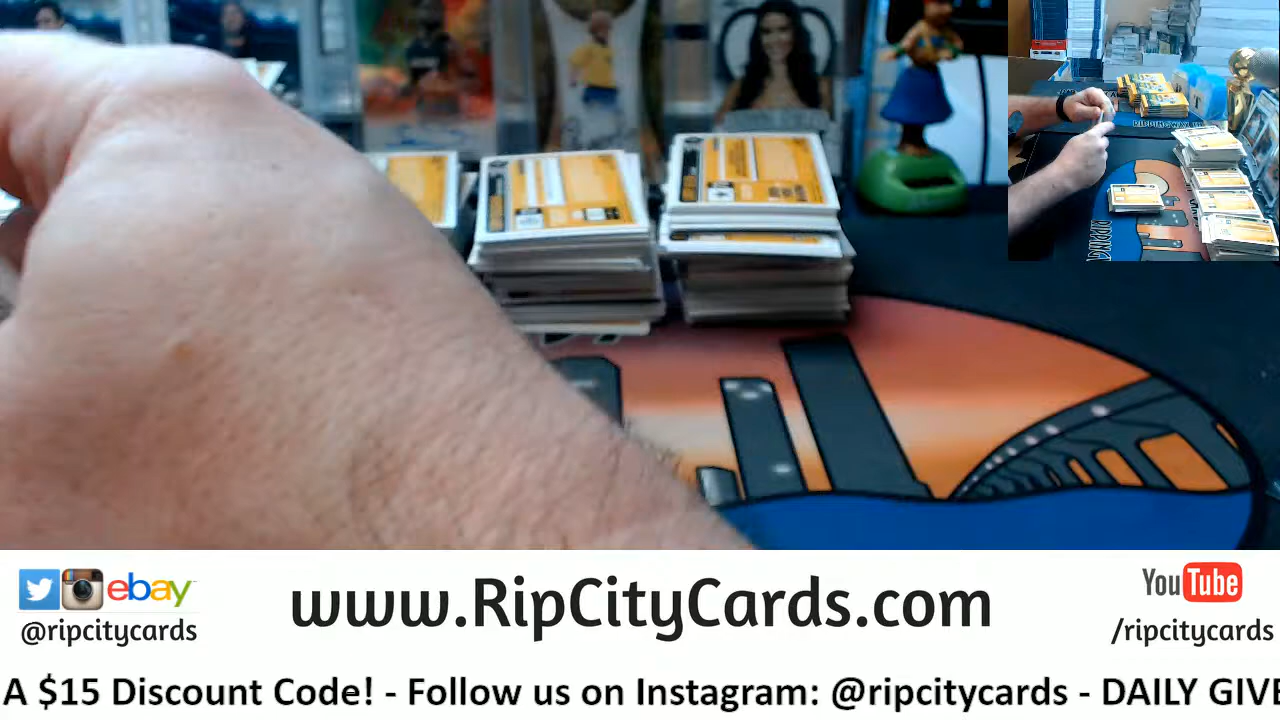 ebay
@ripcitycards
www.RipCityCards.com
YouTube
/ripcitycards
A $15 Discount Code! - Follow us on Instagram: @ripcitycards - DAILY GIVE